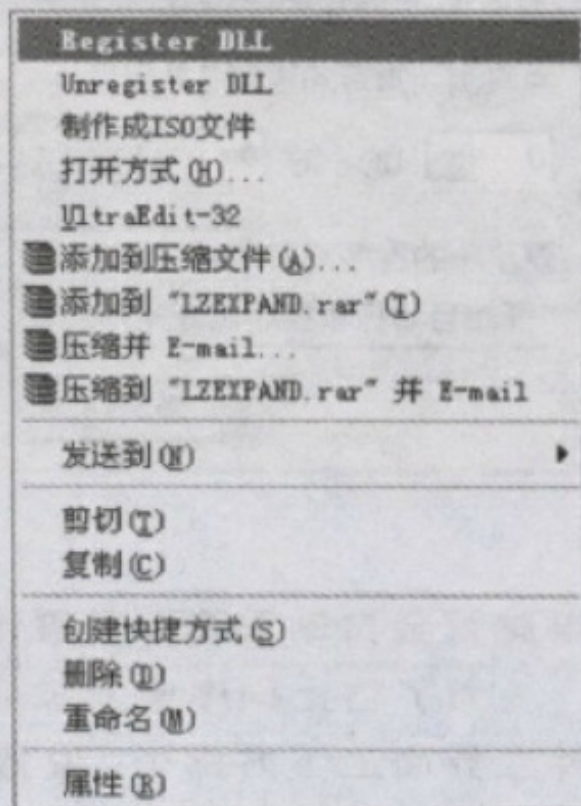 Register DLL
Unregister DLL
制作成ISO文件
打开方式(H)...
UltraEdit-32
添加到压缩文件(A)...
添加到 "LZEXPAND.rar"(T)
压缩并 E-mail...
压缩到 "LZEXPAND.rar" 并 E-mail
发送到(N)
剪切(T)
复制(C)
创建快捷方式(S)
删除(D)
重命名(M)
属性(R)